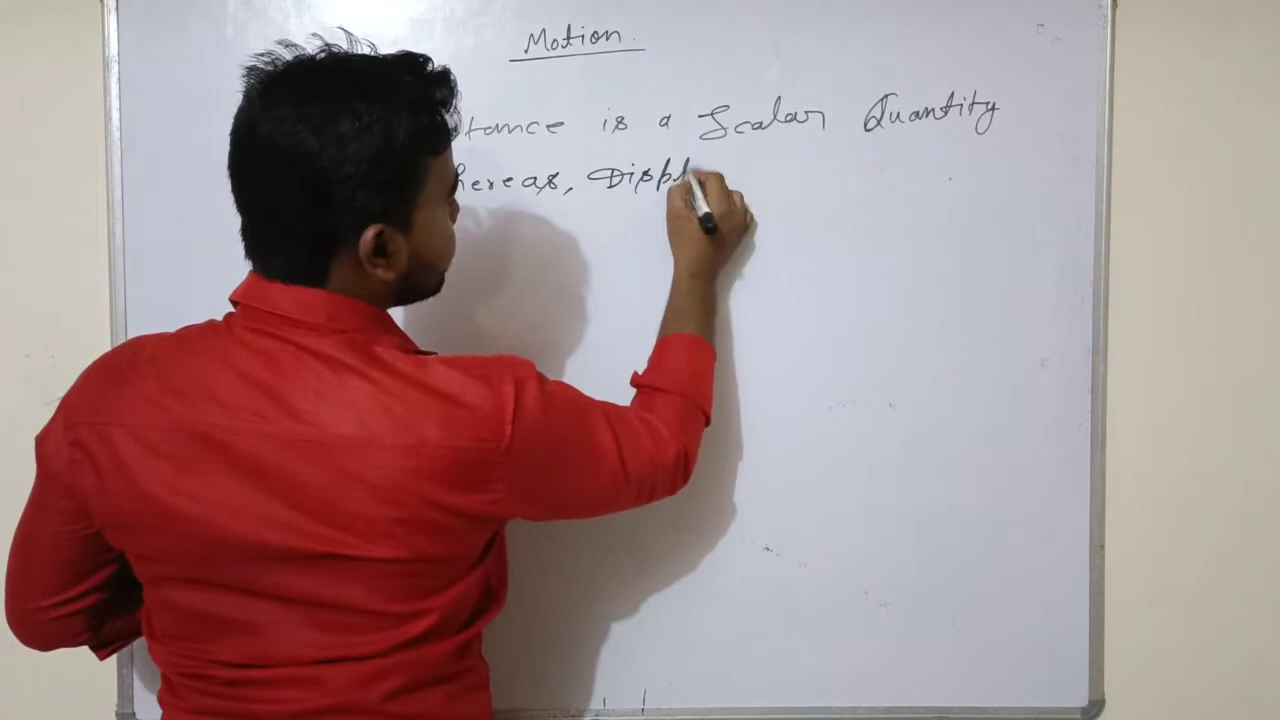 Motion.
tance is a Scalar Quantity
hereas, Displ